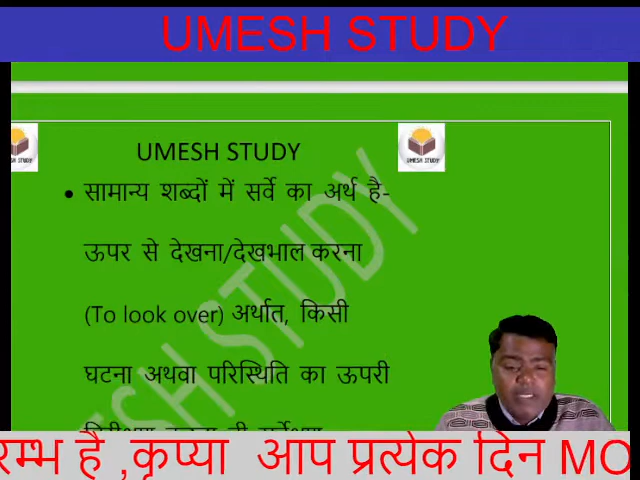 UMESH STUDY
UMESH STUDY
• सामान्य शब्दों में सर्वे का अर्थ है-
ऊपर से देखना/देखभाल करना
(To look over) अर्थात, किसी
घटना अथवा परिस्थिति का ऊपरी
रम्भ है ,कृप्या आप प्रत्येक दिन MO